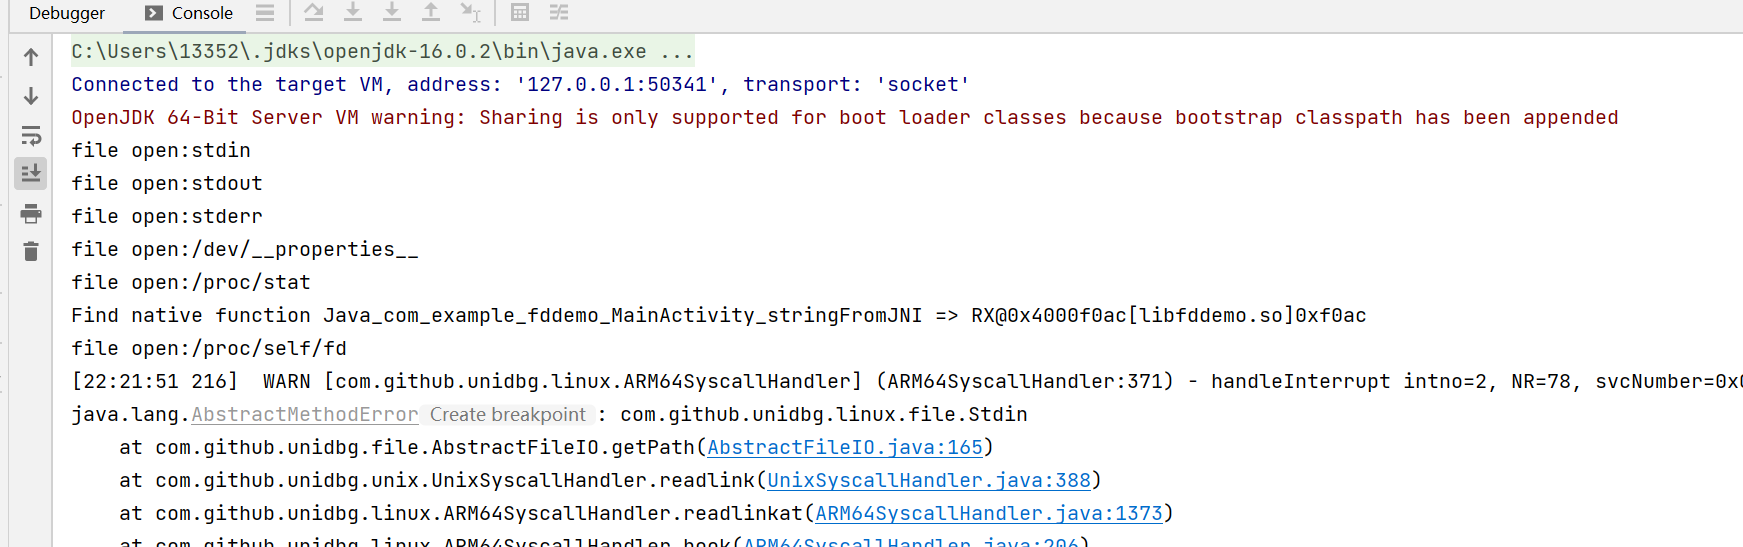 Debugger Console
C:\Users\13352\.jdks\openjdk-16.0.2\bin\java.exe ...
Connected to the target VM, address: '127.0.0.1:50341', transport: 'socket'
OpenJDK 64-Bit Server VM warning: Sharing is only supported for boot loader classes because bootstrap classpath has been appended
file open:stdin
file open:stdout
file open:stderr
file open:/dev/__properties__
file open:/proc/stat
Find native function Java_com_example_fddemo_MainActivity_stringFromJNI => RX@0x4000f0ac[libfddemo.so]0xf0ac
file open:/proc/self/fd
[22:21:51 216]  WARN [com.github.unidbg.linux.ARM64SyscallHandler] (ARM64SyscallHandler:371) - handleInterrupt intno=2, NR=78, svcNumber=0x0
java.lang.AbstractMethodError Create breakpoint : com.github.unidbg.linux.file.Stdin
at com.github.unidbg.file.AbstractFileIO.getPath(AbstractFileIO.java:165)
at com.github.unidbg.unix.UnixSyscallHandler.readlink(UnixSyscallHandler.java:388)
at com.github.unidbg.linux.ARM64SyscallHandler.readlinkat(ARM64SyscallHandler.java:1373)
at com.github.unidbg.linux.ARM64SyscallHandler.hook(ARM64SyscallHandler.java:206)